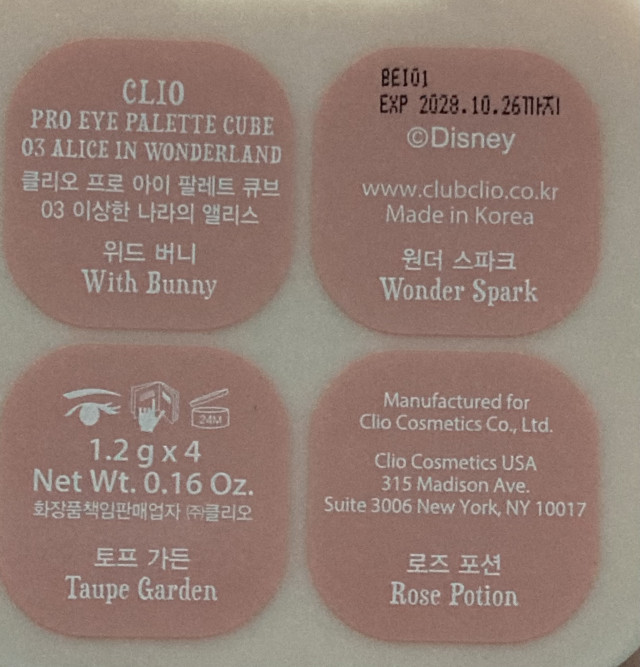 CLIO
PRO EYE PALETTE CUBE
03 ALICE IN WONDERLAND
클리오 프로 아이 팔레트 큐브
03 이상한 나라의 앨리스
위드 버니
With Bunny
BEI01
EXP 2028.10.26까지
©Disney
www.clubclio.co.kr
Made in Korea
원더 스파크
Wonder Spark
24M
1.2 g x 4
Net Wt. 0.16 Oz.
화장품책임판매업자 ㈜클리오
토프 가든
Taupe Garden
Manufactured for
Clio Cosmetics Co., Ltd.
Clio Cosmetics USA
315 Madison Ave.
Suite 3006 New York, NY 10017
로즈 포션
Rose Potion